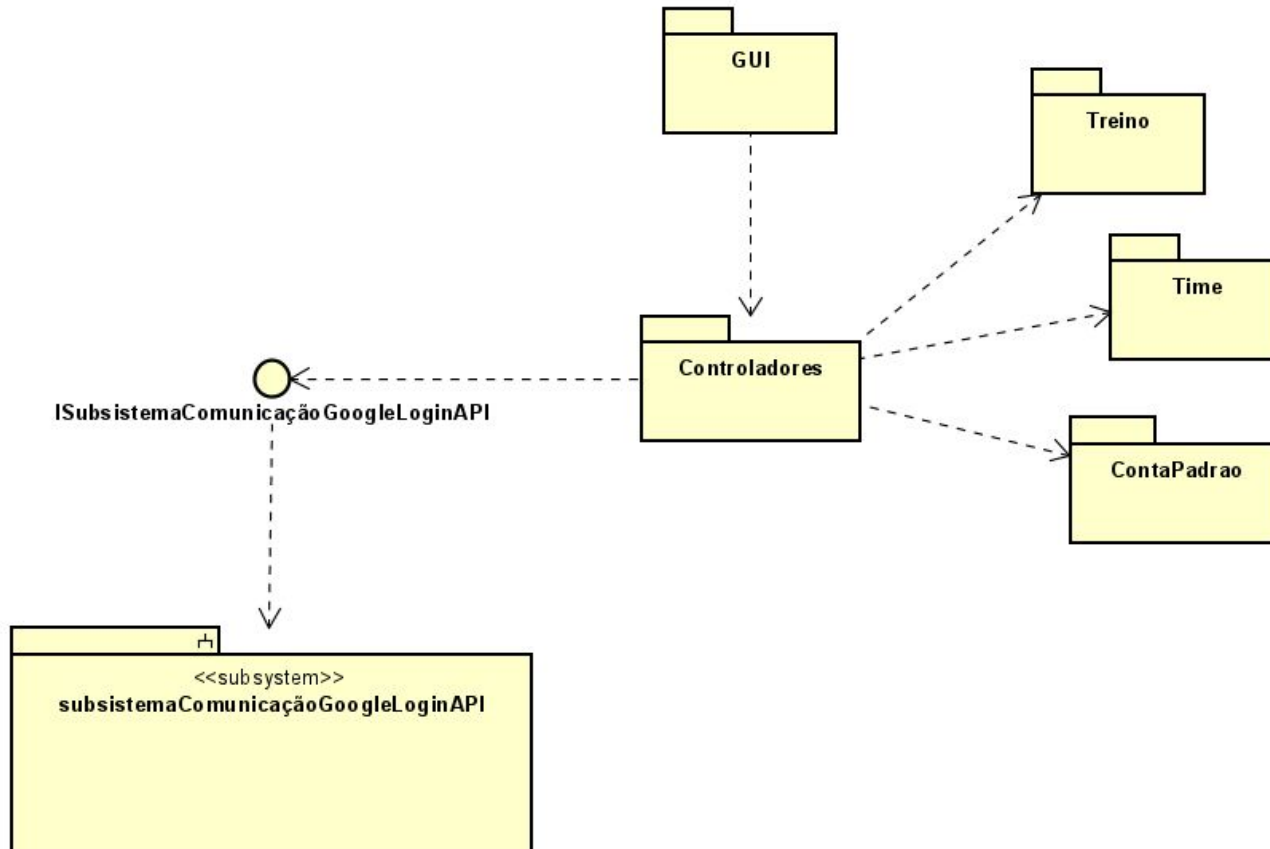 GUI
Treino
Time
Controladores
ISubsistemaComunicaçãoGoogleLoginAPI
ContaPadrao
<<subsystem>>
subsistemaComunicaçãoGoogleLoginAPI